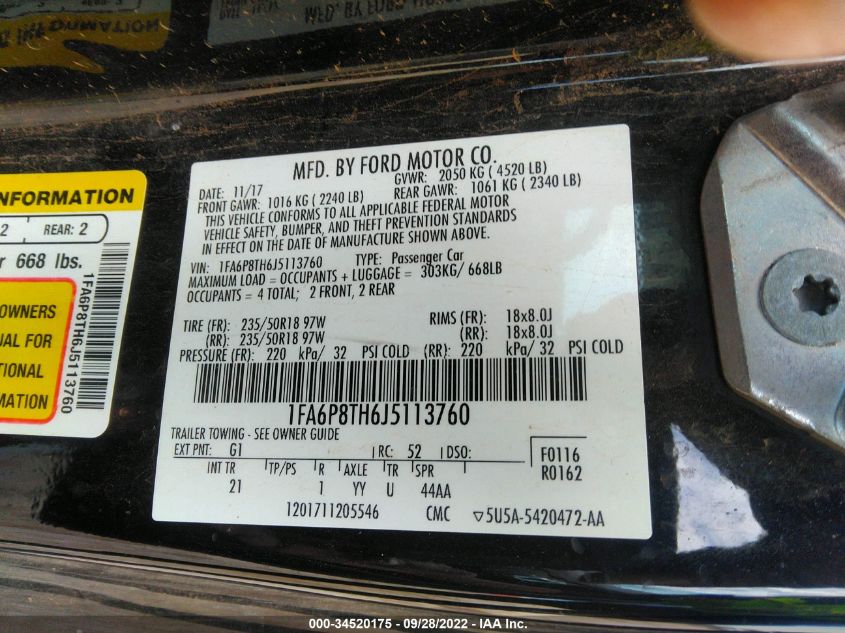 INFORMATION
2 REAR: 2
668 lbs.
OWNERS
UAL FOR
TIONAL
RMATION
1FA6P8TH6J5113760
MFD. BY FORD MOTOR CO.
DATE: 11/17 GVWR: 2050 KG ( 4520 LB)
FRONT GAWR: 1016 KG ( 2240 LB) REAR GAWR: 1061 KG ( 2340 LB)
THIS VEHICLE CONFORMS TO ALL APPLICABLE FEDERAL MOTOR
VEHICLE SAFETY, BUMPER, AND THEFT PREVENTION STANDARDS
IN EFFECT ON THE DATE OF MANUFACTURE SHOWN ABOVE.
VIN: 1FA6P8TH6J5113760 TYPE: Passenger Car
MAXIMUM LOAD = OCCUPANTS + LUGGAGE = 303KG/ 668LB
OCCUPANTS = 4 TOTAL; 2 FRONT, 2 REAR
TIRE (FR): 235/50R18 97W RIMS (FR): 18x8.0J
(RR): 235/50R18 97W (RR): 18x8.0J
PRESSURE (FR): 220 kPa/ 32 PSI COLD (RR): 220 kPa/ 32 PSI COLD
1FA6P8TH6J5113760
TRAILER TOWING - SEE OWNER GUIDE
EXT PNT: G1 RC: 52 DSO: F0116
R0162
INT TR TP/PS R AXLE TR SPR
21 1 YY U 44AA
1201711205546 CMC ▽5U5A-5420472-AA
000-34520175 - 09/28/2022 - IAA Inc.